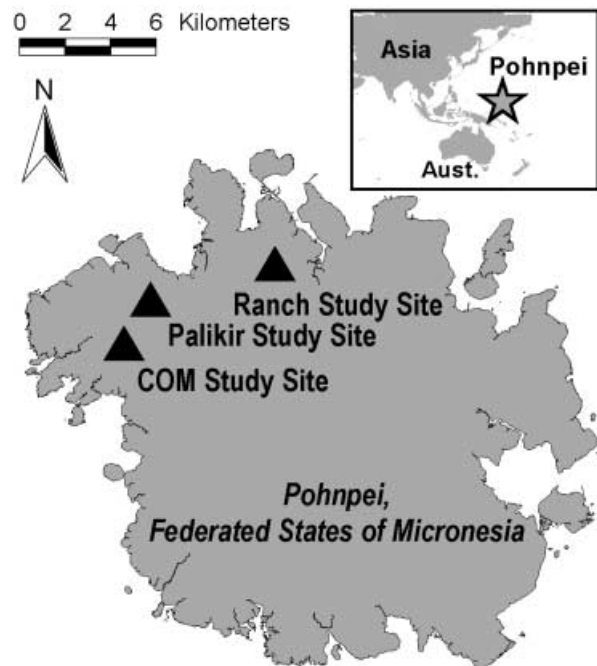 0 2 4 6 Kilometers
N
Asia
Pohnpei
Aust.
Ranch Study Site
Palikir Study Site
COM Study Site
Pohnpei,
Federated States of Micronesia